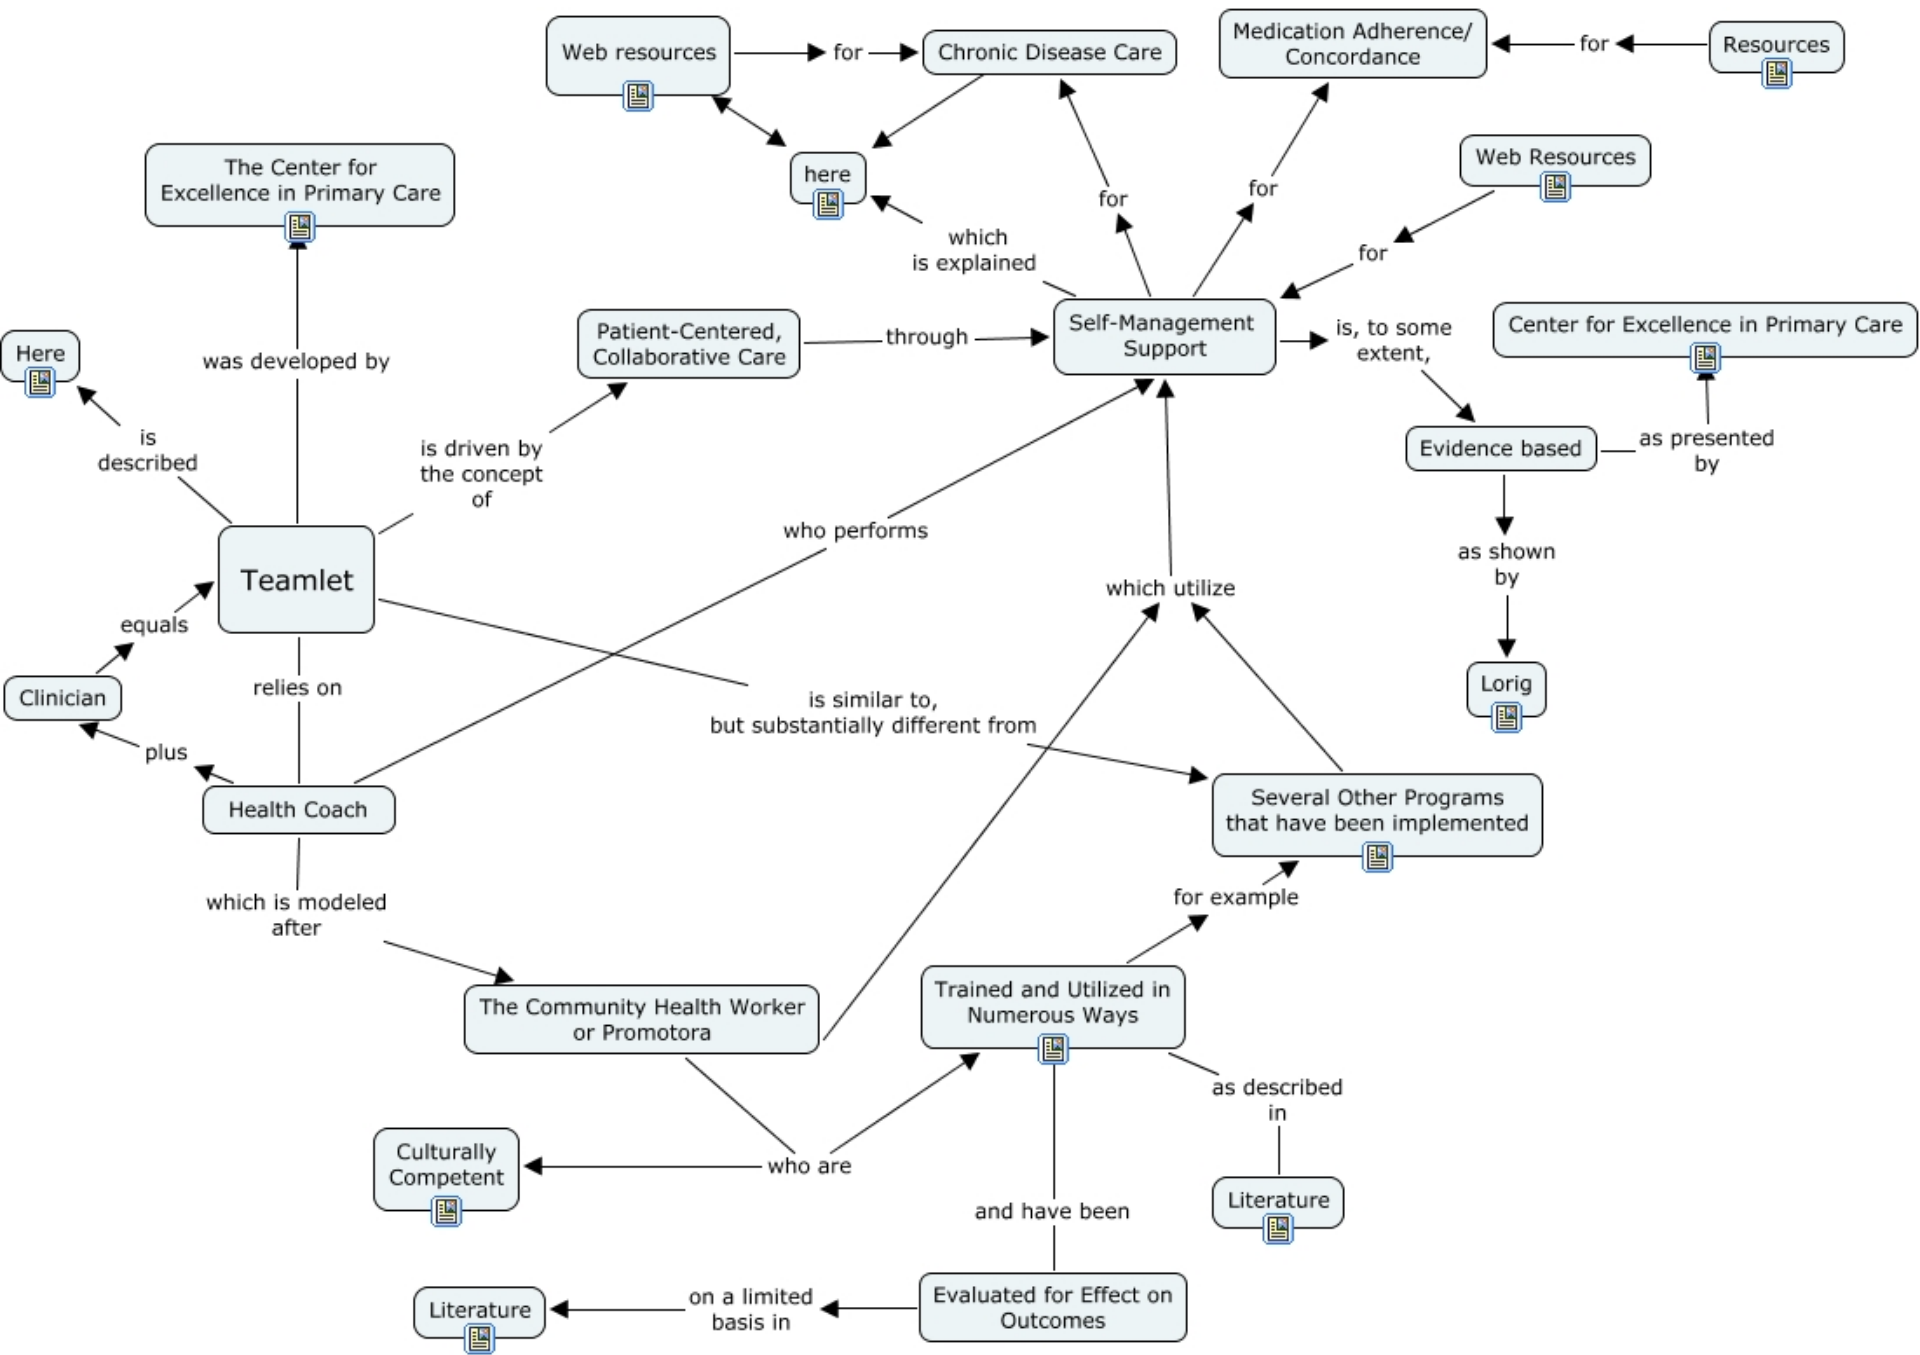 Web resources
for
Chronic Disease Care
Medication Adherence/
Concordance
for
Resources
The Center for
Excellence in Primary Care
here
Web Resources
for
for
which
is explained
for
Here
was developed by
Patient-Centered,
Collaborative Care
through
Self-Management
Support
is, to some
extent,
Center for Excellence in Primary Care
is
described
is driven by
the concept
of
Evidence based
as presented
by
who performs
as shown
by
Teamlet
which utilize
equals
relies on
Clinician
is similar to,
but substantially different from
Lorig
plus
Health Coach
Several Other Programs
that have been implemented
which is modeled
after
for example
The Community Health Worker
or Promotora
Trained and Utilized in
Numerous Ways
as described
in
Culturally
Competent
who are
and have been
Literature
Literature
on a limited
basis in
Evaluated for Effect on
Outcomes